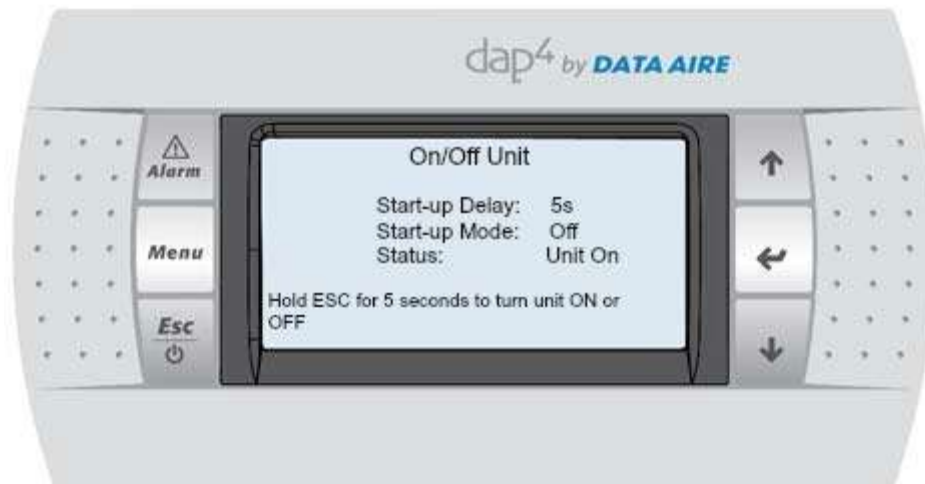 dap4 by DATA AIRE
Alarm
Menu
Esc
On/Off Unit
Start-up Delay: 5s
Start-up Mode: Off
Status: Unit On
Hold ESC for 5 seconds to turn unit ON or
OFF